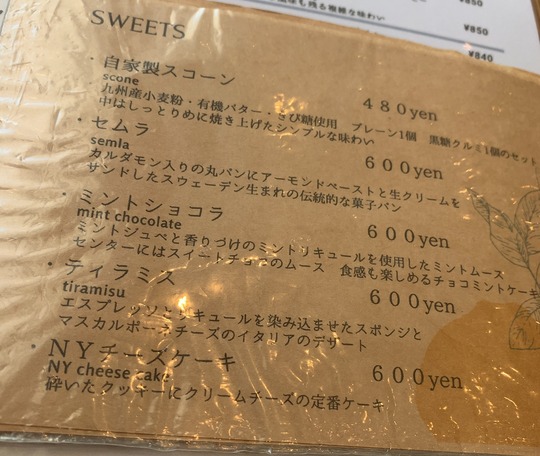 も残る複雑な味わい
¥850
¥850
¥840
SWEETS
・自家製スコーン 480yen
scone
九州産小麦粉・有機バター・きび糖使用 プレーン1個 黒糖クルミ1個のセット
中はしっとりめに焼き上げたシンプルな味わい
・セムラ 600yen
semla
カルダモン入りの丸パンにアーモンドペーストと生クリームを
サンドしたスウェーデン生まれの伝統的な菓子パン
・ミントショコラ 600yen
mint chocolate
ミントジュペと香りづけのミントリキュールを使用したミントムース
センターにはスイートチョコのムース 食感も楽しめるチョコミントケーキ
・ティラミス 600yen
tiramisu
エスプレッソとリキュールを染み込ませたスポンジと
マスカルポーネチーズのイタリアのデザート
・NYチーズケーキ 600yen
NY cheese cake
砕いたクッキーにクリームチーズの定番ケーキ